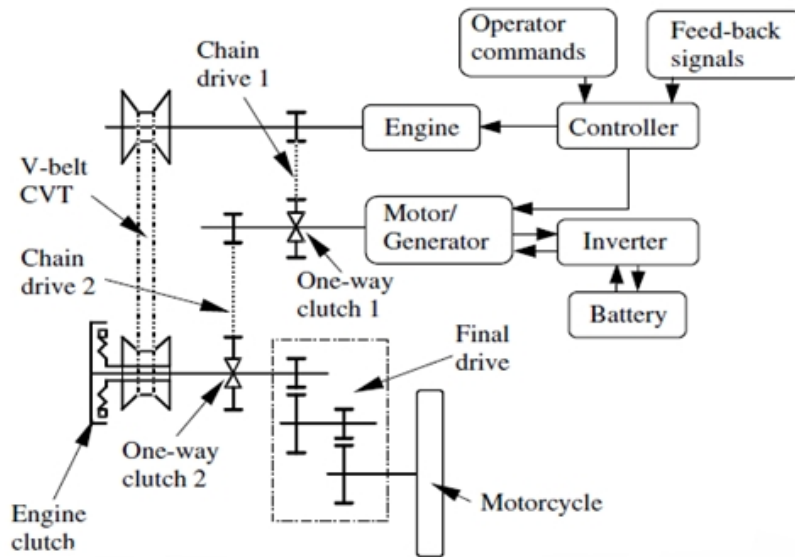 Operator
commands
Feed-back
signals
Chain
drive 1
Engine
Controller
V-belt
CVT
Motor/
Generator
Inverter
Chain
drive 2
One-way
clutch 1
Battery
Final
drive
One-way
clutch 2
Motorcycle
Engine
clutch